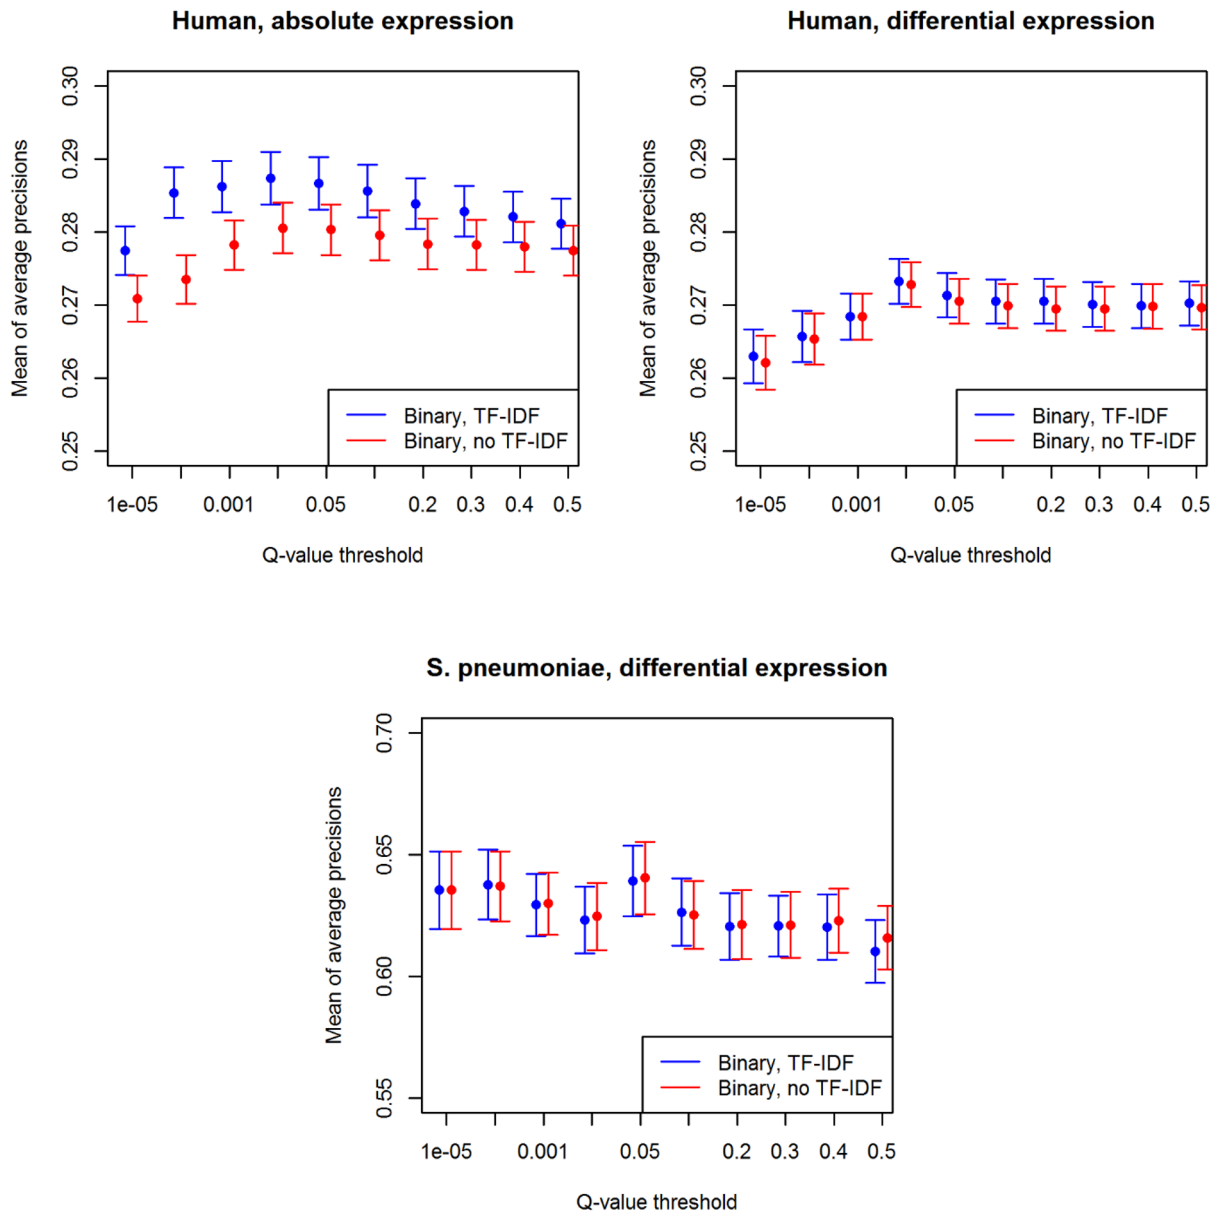 Human, absolute expression
Mean of average precisions
0.30
0.29
0.28
0.27
0.26
0.25
Binary, TF-IDF
Binary, no TF-IDF
1e-05 0.001 0.05 0.2 0.3 0.4 0.5
Q-value threshold
Human, differential expression
Mean of average precisions
0.30
0.29
0.28
0.27
0.26
0.25
Binary, TF-IDF
Binary, no TF-IDF
1e-05 0.001 0.05 0.2 0.3 0.4 0.5
Q-value threshold
S. pneumoniae, differential expression
Mean of average precisions
0.70
0.65
0.60
0.55
Binary, TF-IDF
Binary, no TF-IDF
1e-05 0.001 0.05 0.2 0.3 0.4 0.5
Q-value threshold